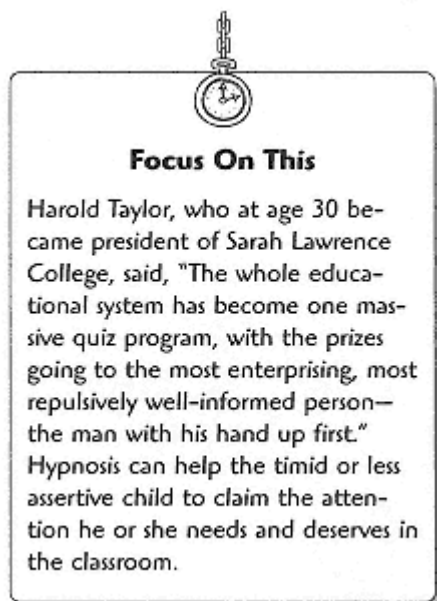 Focus On This
Harold Taylor, who at age 30 be-
came president of Sarah Lawrence
College, said, "The whole educa-
tional system has become one mas-
sive quiz program, with the prizes
going to the most enterprising, most
repulsively well-informed person—
the man with his hand up first."
Hypnosis can help the timid or less
assertive child to claim the atten-
tion he or she needs and deserves in
the classroom.